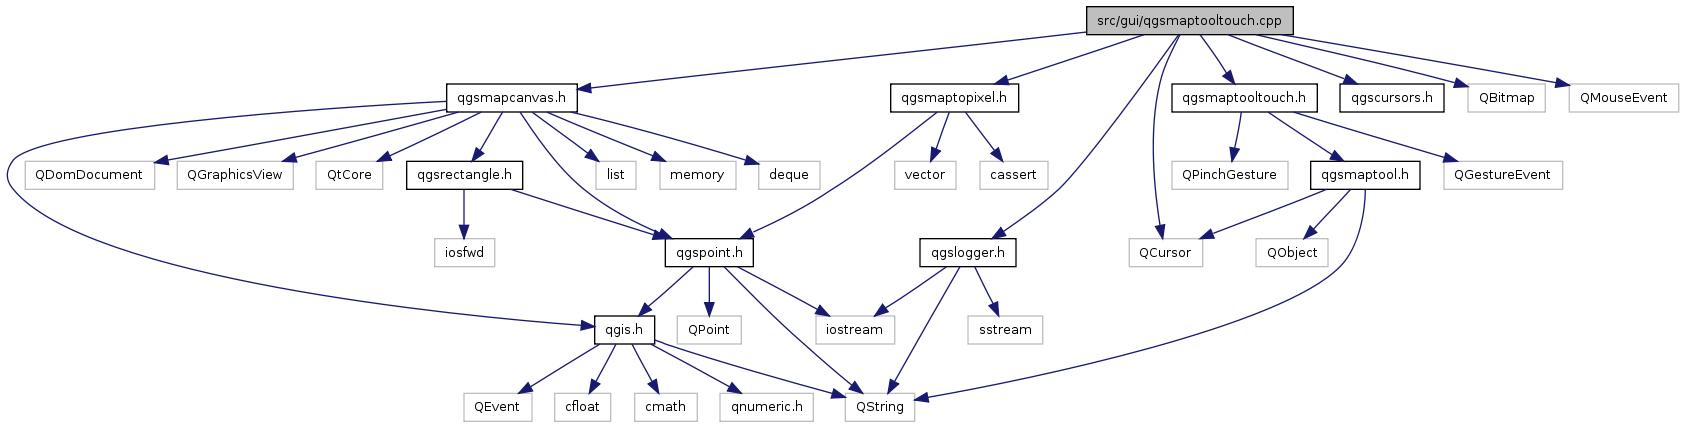 src/gui/qgsmaptooltouch.cpp
qgsmapcanvas.h
qgsmaptopixel.h
qgsmaptooltouch.h
qgscursors.h
QBitmap
QMouseEvent
QDomDocument
QGraphicsView
QtCore
qgsrectangle.h
list
memory
deque
vector
cassert
QPinchGesture
qgsmaptool.h
QGestureEvent
iosfwd
qgspoint.h
qgslogger.h
QCursor
QObject
qgis.h
QPoint
iostream
sstream
QEvent
cfloat
cmath
qnumeric.h
QString